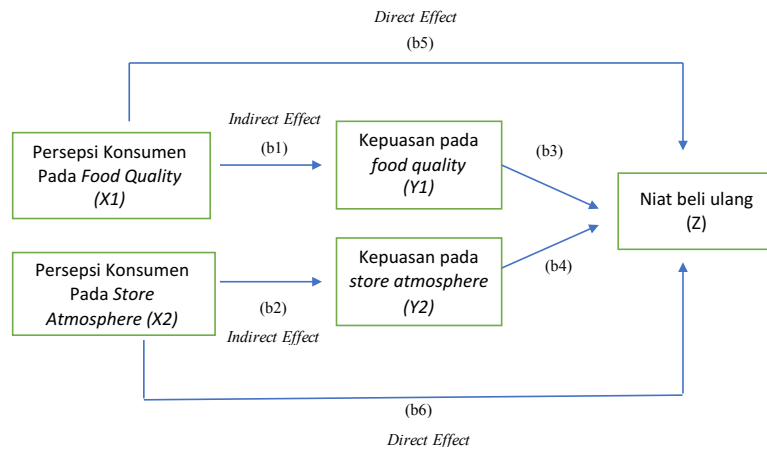 Direct Effect
(b5)
Indirect Effect
(b1)
Persepsi Konsumen
Pada Food Quality
(X1)
Kepuasan pada
food quality
(Y1)
(b3)
Niat beli ulang
(Z)
Persepsi Konsumen
Pada Store
Atmosphere (X2)
(b2)
Indirect Effect
Kepuasan pada
store atmosphere
(Y2)
(b4)
(b6)
Direct Effect